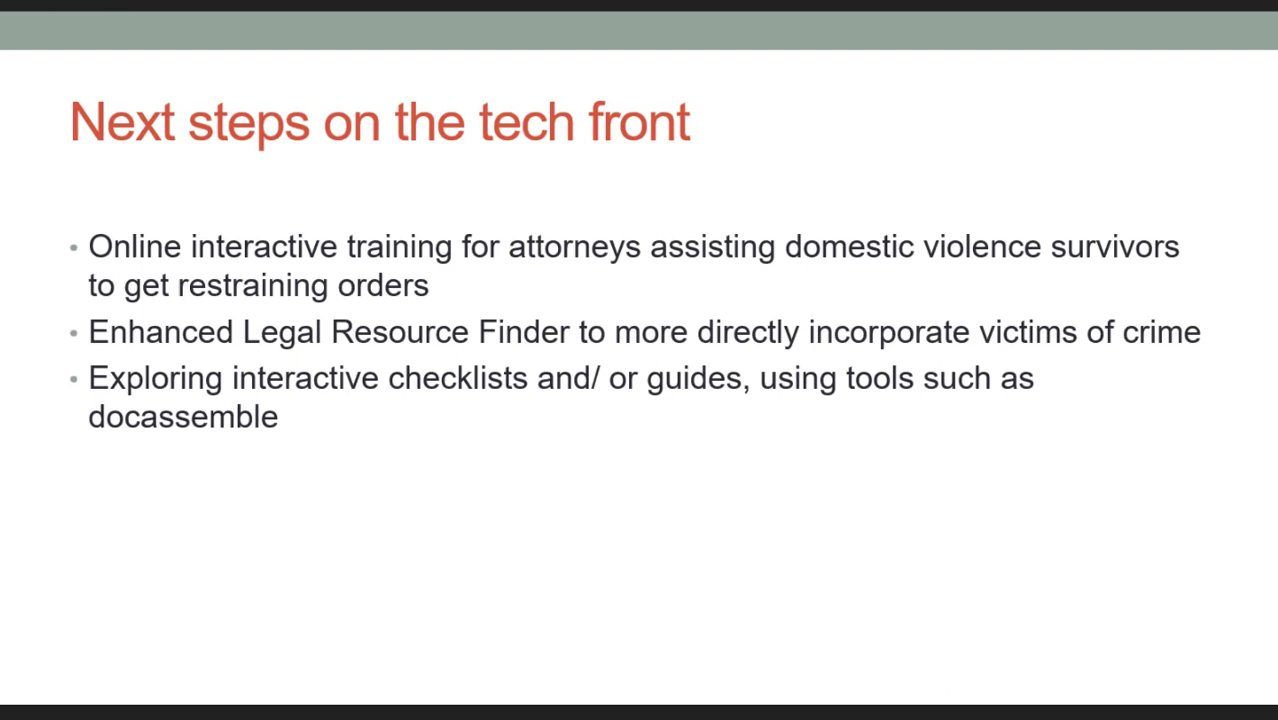 Next steps on the tech front
• Online interactive training for attorneys assisting domestic violence survivors
to get restraining orders
• Enhanced Legal Resource Finder to more directly incorporate victims of crime
• Exploring interactive checklists and/ or guides, using tools such as
docassemble